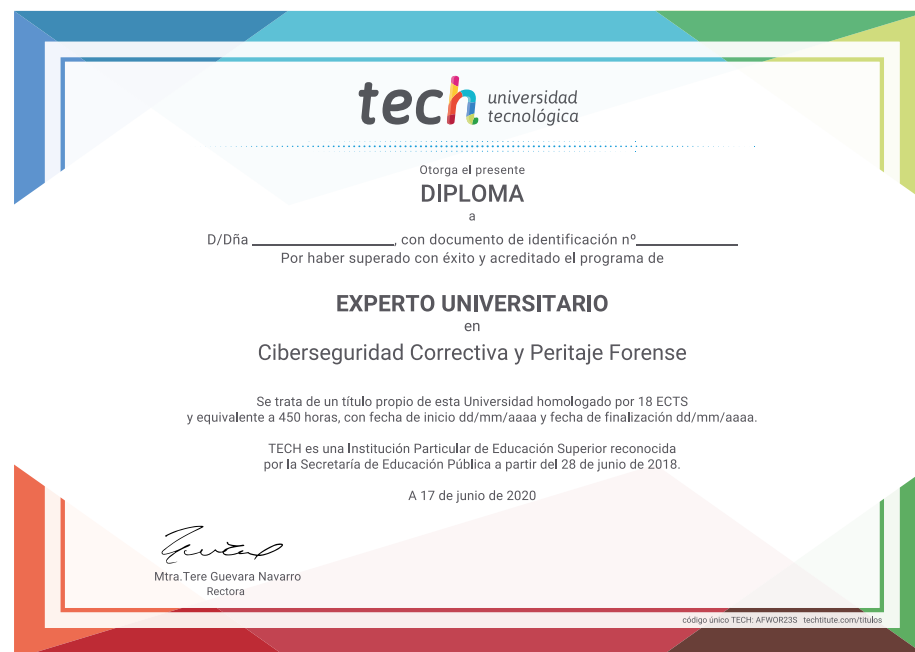 tech universidad
tecnológica
Otorga el presente
DIPLOMA
a
D/Dña ____________________, con documento de identificación nº______________
Por haber superado con éxito y acreditado el programa de
EXPERTO UNIVERSITARIO
en
Ciberseguridad Correctiva y Peritaje Forense
Se trata de un título propio de esta Universidad homologado por 18 ECTS
y equivalente a 450 horas, con fecha de inicio dd/mm/aaaa y fecha de finalización dd/mm/aaaa.
TECH es una Institución Particular de Educación Superior reconocida
por la Secretaría de Educación Pública a partir del 28 de junio de 2018.
A 17 de junio de 2020
Mtra.Tere Guevara Navarro
Rectora
código único TECH: AFWOR23S techtitute.com/titulos